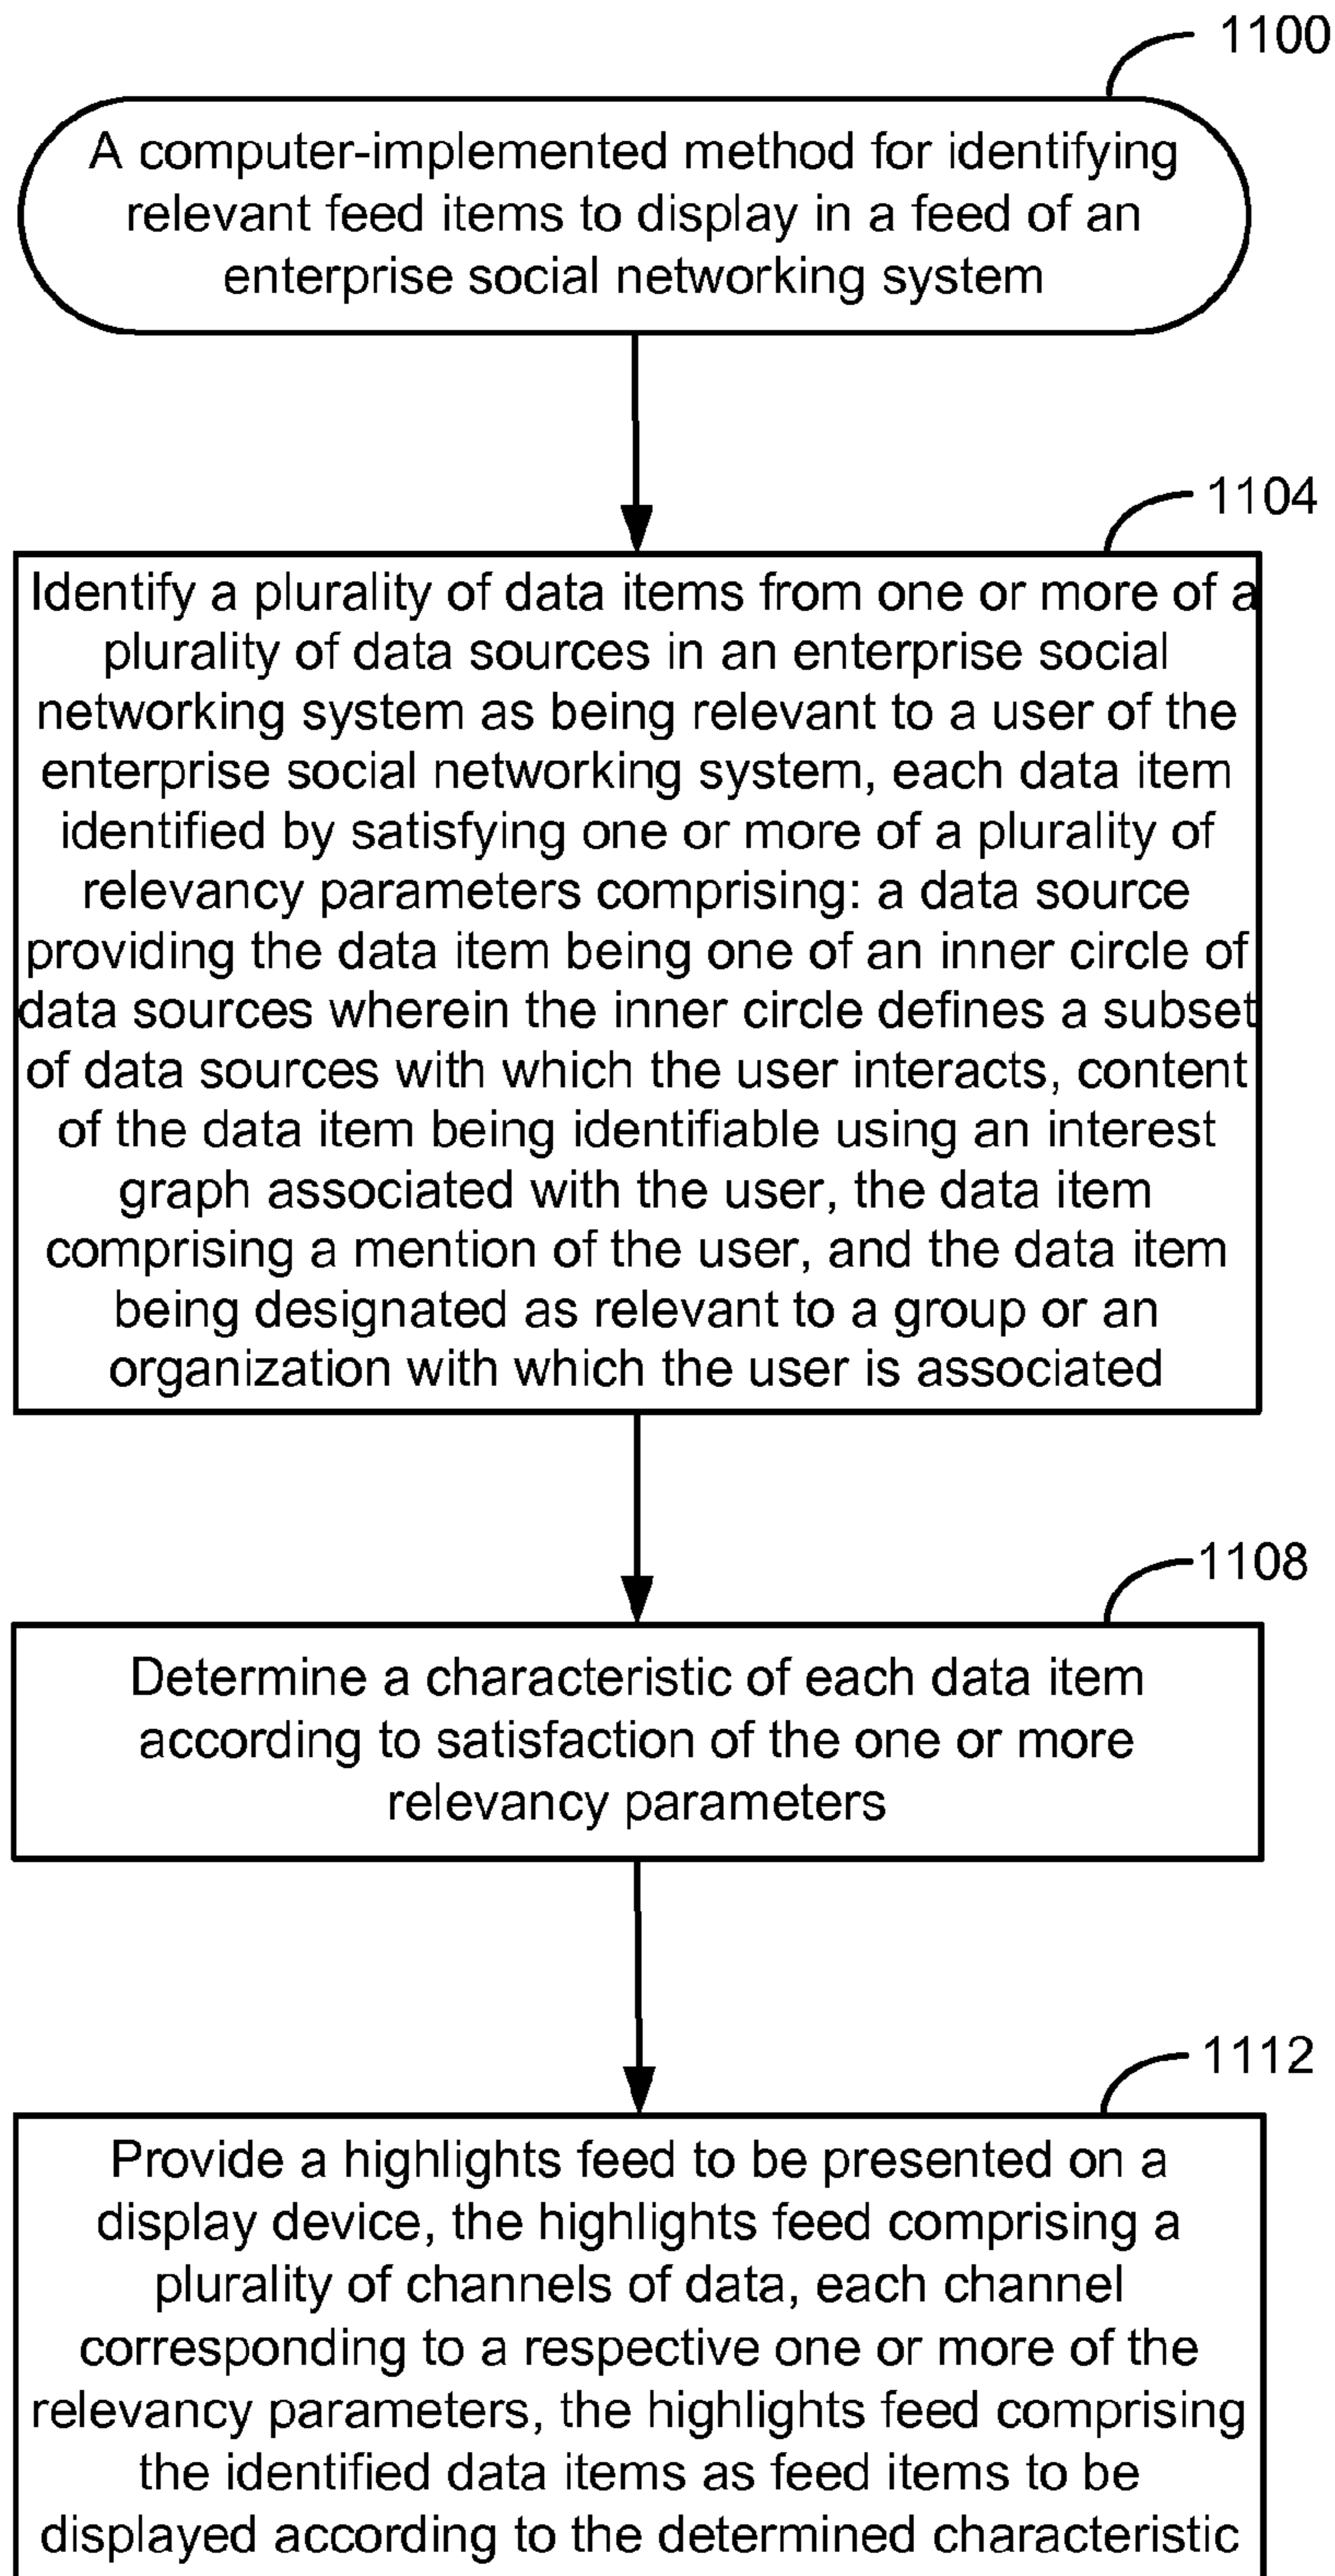 1100
A computer-implemented method for identifying
relevant feed items to display in a feed of an
enterprise social networking system
1104
Identify a plurality of data items from one or more of a
plurality of data sources in an enterprise social
networking system as being relevant to a user of the
enterprise social networking system, each data item
identified by satisfying one or more of a plurality of
relevancy parameters comprising: a data source
providing the data item being one of an inner circle of
data sources wherein the inner circle defines a subset
of data sources with which the user interacts, content
of the data item being identifiable using an interest
graph associated with the user, the data item
comprising a mention of the user, and the data item
being designated as relevant to a group or an
organization with which the user is associated
1108
Determine a characteristic of each data item
according to satisfaction of the one or more
relevancy parameters
1112
Provide a highlights feed to be presented on a
display device, the highlights feed comprising a
plurality of channels of data, each channel
corresponding to a respective one or more of the
relevancy parameters, the highlights feed comprising
the identified data items as feed items to be
displayed according to the determined characteristic